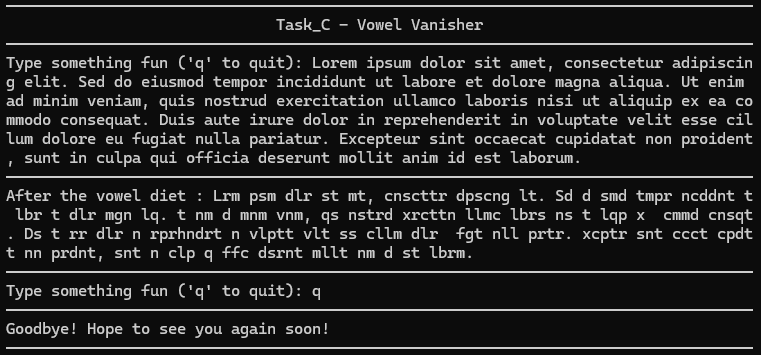 Task_C – Vowel Vanisher
Type something fun ('q' to quit): Lorem ipsum dolor sit amet, consectetur adipiscin
g elit. Sed do eiusmod tempor incididunt ut labore et dolore magna aliqua. Ut enim
ad minim veniam, quis nostrud exercitation ullamco laboris nisi ut aliquip ex ea co
mmodo consequat. Duis aute irure dolor in reprehenderit in voluptate velit esse cil
lum dolore eu fugiat nulla pariatur. Excepteur sint occaecat cupidatat non proident
, sunt in culpa qui officia deserunt mollit anim id est laborum.
After the vowel diet : Lrm psm dlr st mt, cnscttr dpscng lt. Sd d smd tmpr ncddnt t
 lbr t dlr mgn lq. t nm d mnm vnm, qs nstrd xrcttn llmc lbrs ns t lqp x  cmmd cnsqt
. Ds t rr dlr n rprhndrt n vlptt vlt ss cllm dlr  fgt nll prtr. xcptr snt ccct cpdt
t nn prdnt, snt n clp q ffc dsrnt mllt nm d st lbrm.
Type something fun ('q' to quit): q
Goodbye! Hope to see you again soon!